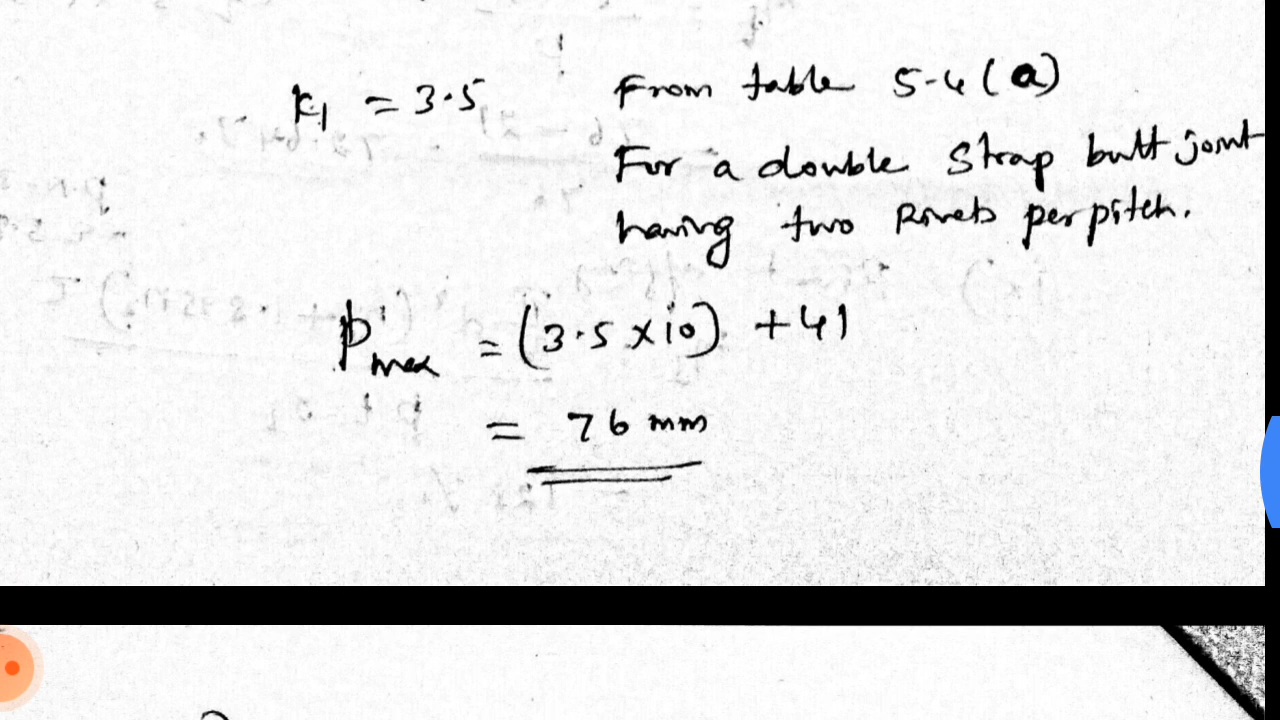 K1 = 3.5 From table 5.4 (a)
For a double strap butt joint
having two Rivets per pitch.
p'max = (3.5 x 10) + 41
= 76 mm